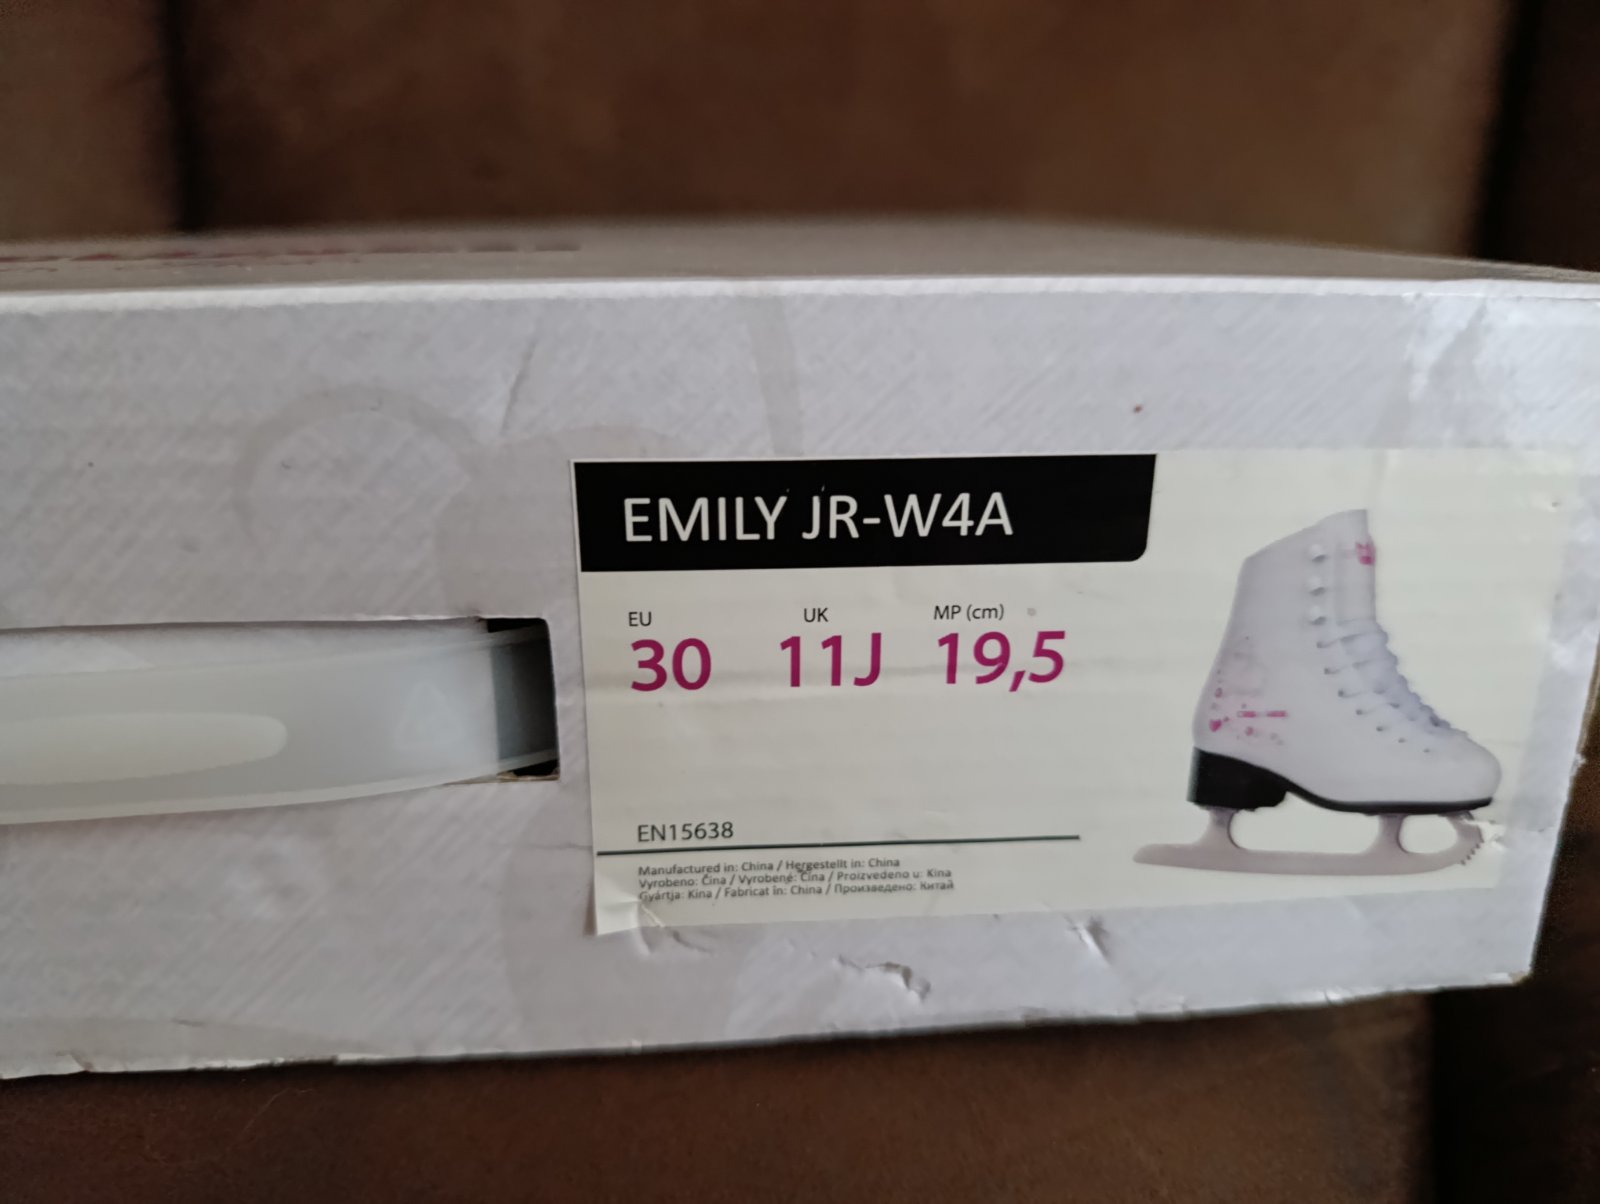 EMILY JR-W4A
EU UK MP (cm)
30 11J 19,5
EN15638
Manufactured in: China / Hergestellt in: China
Vyrobeno: Čína / Vyrobené: Čína / Proizvedeno u: Kina
Gyártja: Kína / Fabricat în: China / Произведено: Китай